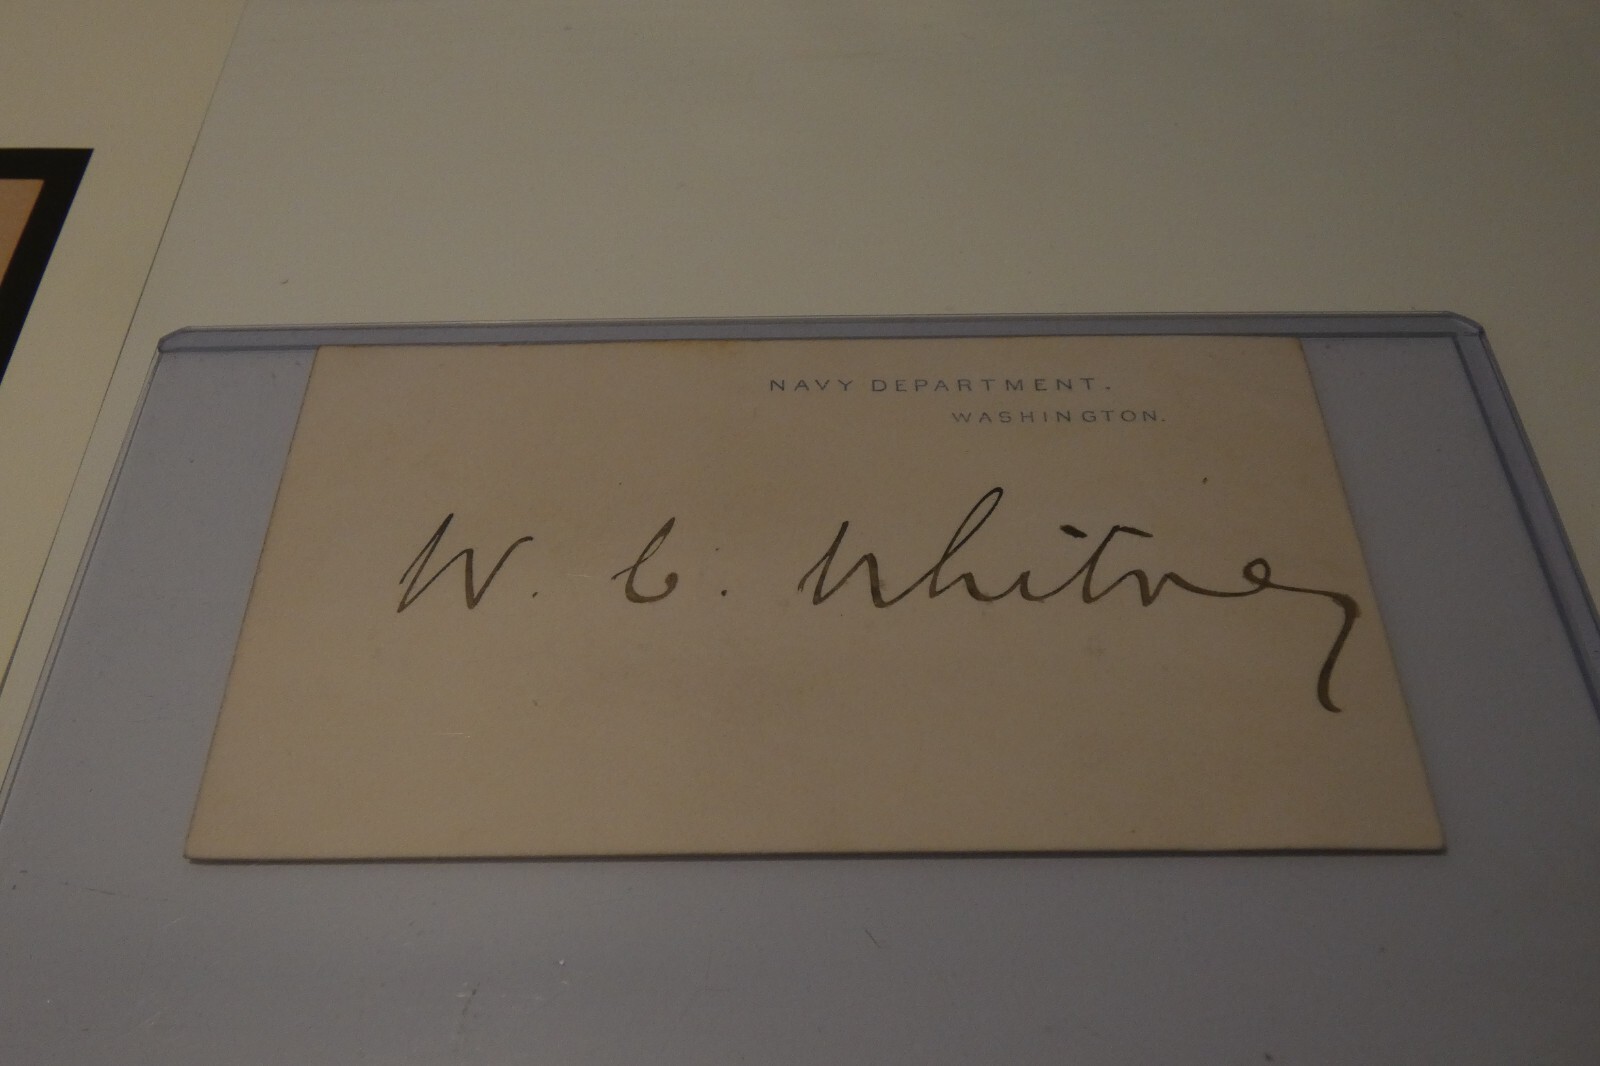 NAVY DEPARTMENT.
WASHINGTON.
W. C. Whitney